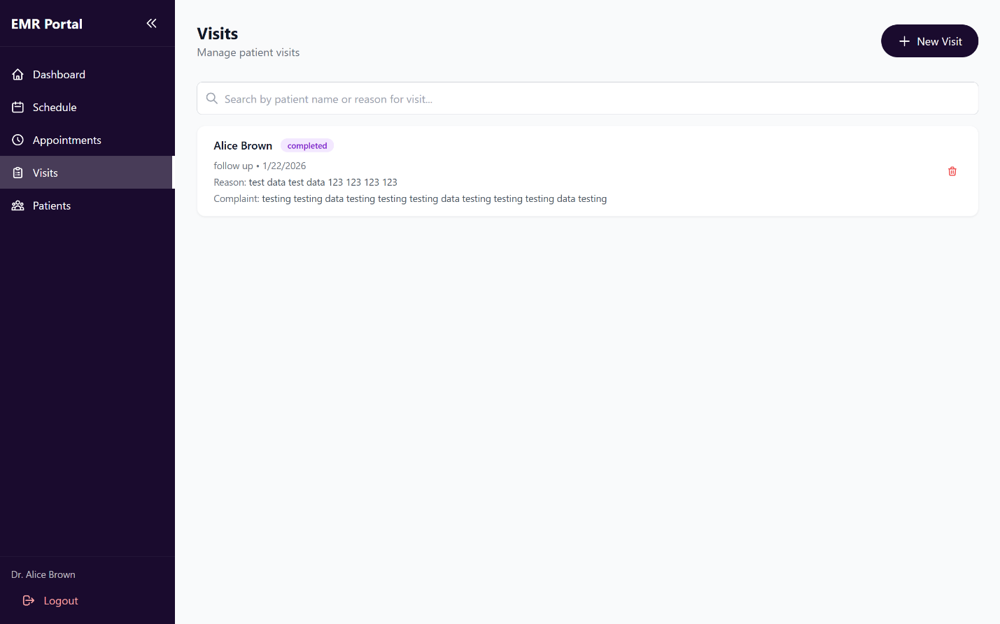 EMR Portal
Dashboard
Schedule
Appointments
Visits
Patients
Dr. Alice Brown
Logout
Visits
Manage patient visits
New Visit
Search by patient name or reason for visit...
Alice Brown completed
follow up • 1/22/2026
Reason: test data test data 123 123 123 123
Complaint: testing testing data testing testing testing data testing testing testing data testing